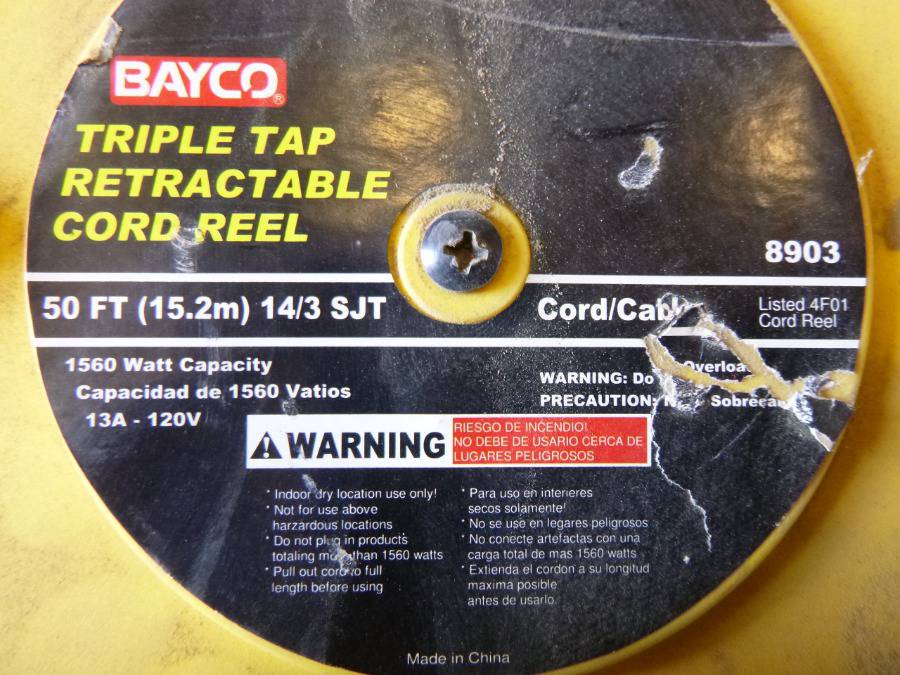 BAYCO®
TRIPLE TAP
RETRACTABLE
CORD REEL
8903
50 FT (15.2m) 14/3 SJT
Cord/Cable
Listed 4F01
Cord Reel
1560 Watt Capacity
Capacidad de 1560 Vatios
13A - 120V
WARNING: Do Overload
PRECAUTION: Sobrecargue
WARNING
RIESGO DE INCENDIO!
NO DEBE DE USARIO CERCA DE
LUGARES PELIGROSOS
* Indoor dry location use only!
* Not for use above
harzardous locations
* Do not plug in products
totaling more than 1560 watts
* Pull out cord to full
length before using
* Para uso en interieres
secos solamente!
* No se use en legares peligrosos
* No conecte artefactas con una
carga total de mas 1560 watts
* Extienda el cordon a su longitud
maxima posible
antes de usarlo.
Made in China